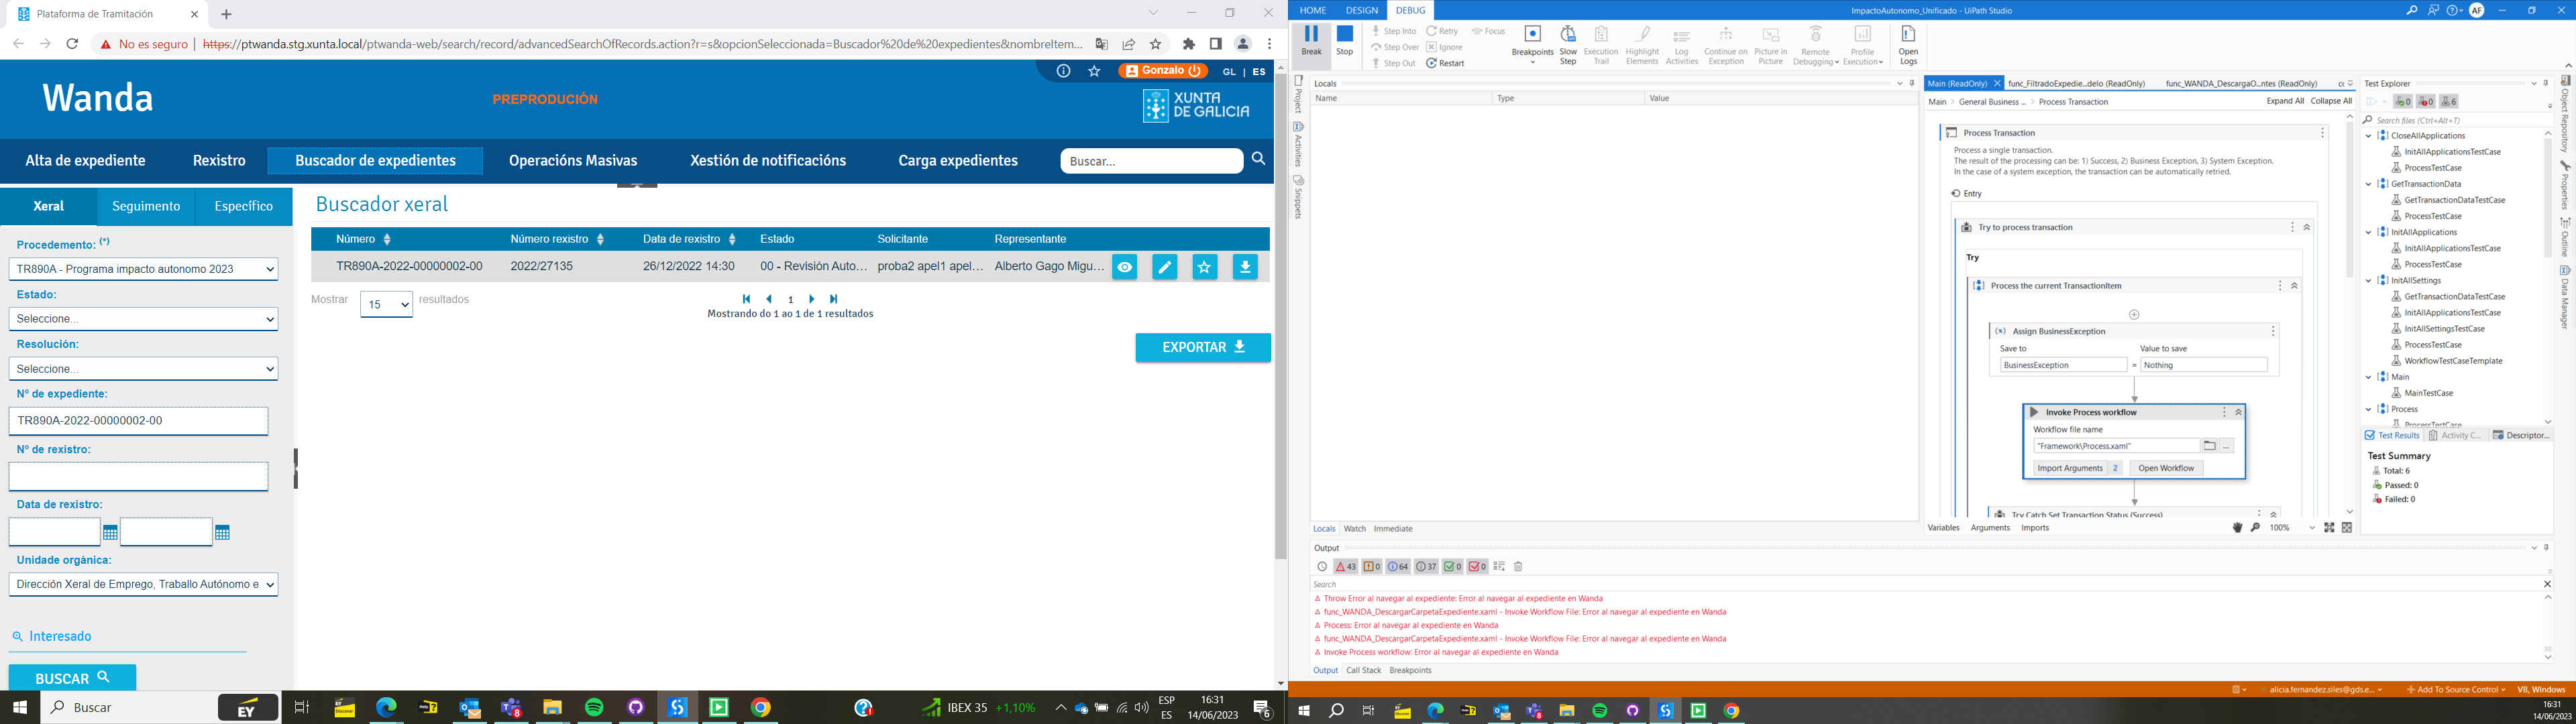 Plataforma de Tramitación
No es seguro | https://ptwanda.stg.xunta.local/ptwanda-web/search/record/advancedSearchOfRecords.action?r=s&opcionSeleccionada=Buscador%20de%20expedientes&nombreItem...
Gonzalo GL | ES
Wanda
PREPRODUCIÓN
XUNTA
DE GALICIA
Alta de expediente Rexistro Buscador de expedientes Operacións Masivas Xestión de notificacións Carga expedientes Buscar...
Xeral Seguimento Específico
Procedemento: (*)
TR890A - Programa impacto autonomo 2023
Estado:
Seleccione...
Resolución:
Seleccione...
Nº de expediente:
TR890A-2022-00000002-00
Nº de rexistro:
Data de rexistro:
Unidade orgánica:
Dirección Xeral de Emprego, Traballo Autónomo e
Interesado
BUSCAR
Buscador xeral
Número Número rexistro Data de rexistro Estado Solicitante Representante
TR890A-2022-00000002-00 2022/27135 26/12/2022 14:30 00 - Revisión Auto... proba2 apel1 apel... Alberto Gago Migu...
Mostrar 15 resultados
1
Mostrando do 1 ao 1 de 1 resultados
EXPORTAR
Buscar
EY
IBEX 35 +1,10%
ESP
ES
16:31
14/06/2023
6
HOME DESIGN DEBUG
ImpactoAutonomo_Unificado - UiPath Studio
AF
Break
Stop
Step Into
Step Over
Step Out
Retry
Ignore
Restart
Focus
Breakpoints
Slow
Step
Execution
Trail
Highlight
Elements
Log
Activities
Continue on
Exception
Picture in
Picture
Remote
Debugging
Profile
Execution
Open
Logs
Project
Activities
Snippets
Locals
Name Type Value
Locals Watch Immediate
Main (ReadOnly) func_FiltradoExpedie...delo (ReadOnly) func_WANDA_DescargaO...ntes (ReadOnly)
Main > General Business ... > Process Transaction
Expand All Collapse All
Process Transaction
Process a single transaction.
The result of the processing can be: 1) Success, 2) Business Exception, 3) System Exception.
In the case of a system exception, the transaction can be automatically retried.
Entry
Try to process transaction
Try
Process the current TransactionItem
Assign BusinessException
Save to Value to save
BusinessException = Nothing
Invoke Process workflow
Workflow file name
"Framework\Process.xaml"
Import Arguments 2 Open Workflow
Try Catch Set Transaction Status (Success)
Variables Arguments Imports
100%
Test Explorer
0 0 6
Search files (Ctrl+Alt+T)
CloseAllApplications
InitAllApplicationsTestCase
ProcessTestCase
GetTransactionData
GetTransactionDataTestCase
ProcessTestCase
InitAllApplications
InitAllApplicationsTestCase
ProcessTestCase
InitAllSettings
GetTransactionDataTestCase
InitAllApplicationsTestCase
InitAllSettingsTestCase
ProcessTestCase
WorkflowTestCaseTemplate
Main
MainTestCase
Process
ProcessTestCase
Test Results Activity C... Descriptor...
Test Summary
Total: 6
Passed: 0
Failed: 0
Object Repository
Properties
Outline
Data Manager
Output
43 0 64 37 0 0
Search
Throw Error al navegar al expediente: Error al navegar al expediente en Wanda
func_WANDA_DescargarCarpetaExpediente.xaml - Invoke Workflow File: Error al navegar al expediente en Wanda
Process: Error al navegar al expediente en Wanda
func_WANDA_DescargarCarpetaExpediente.xaml - Invoke Workflow File: Error al navegar al expediente en Wanda
Invoke Process workflow: Error al navegar al expediente en Wanda
Output Call Stack Breakpoints
alicia.fernandez.siles@gds.e... Add To Source Control VB, Windows
16:31
14/06/2023